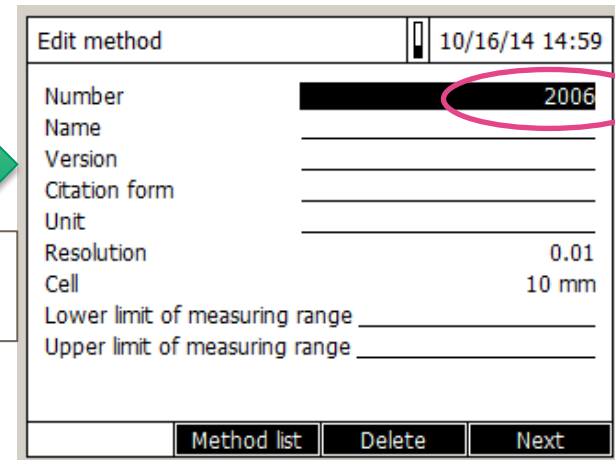 Edit method 10/16/14 14:59
Number 2006
Name
Version
Citation form
Unit
Resolution 0.01
Cell 10 mm
Lower limit of measuring range
Upper limit of measuring range
Method list Delete Next